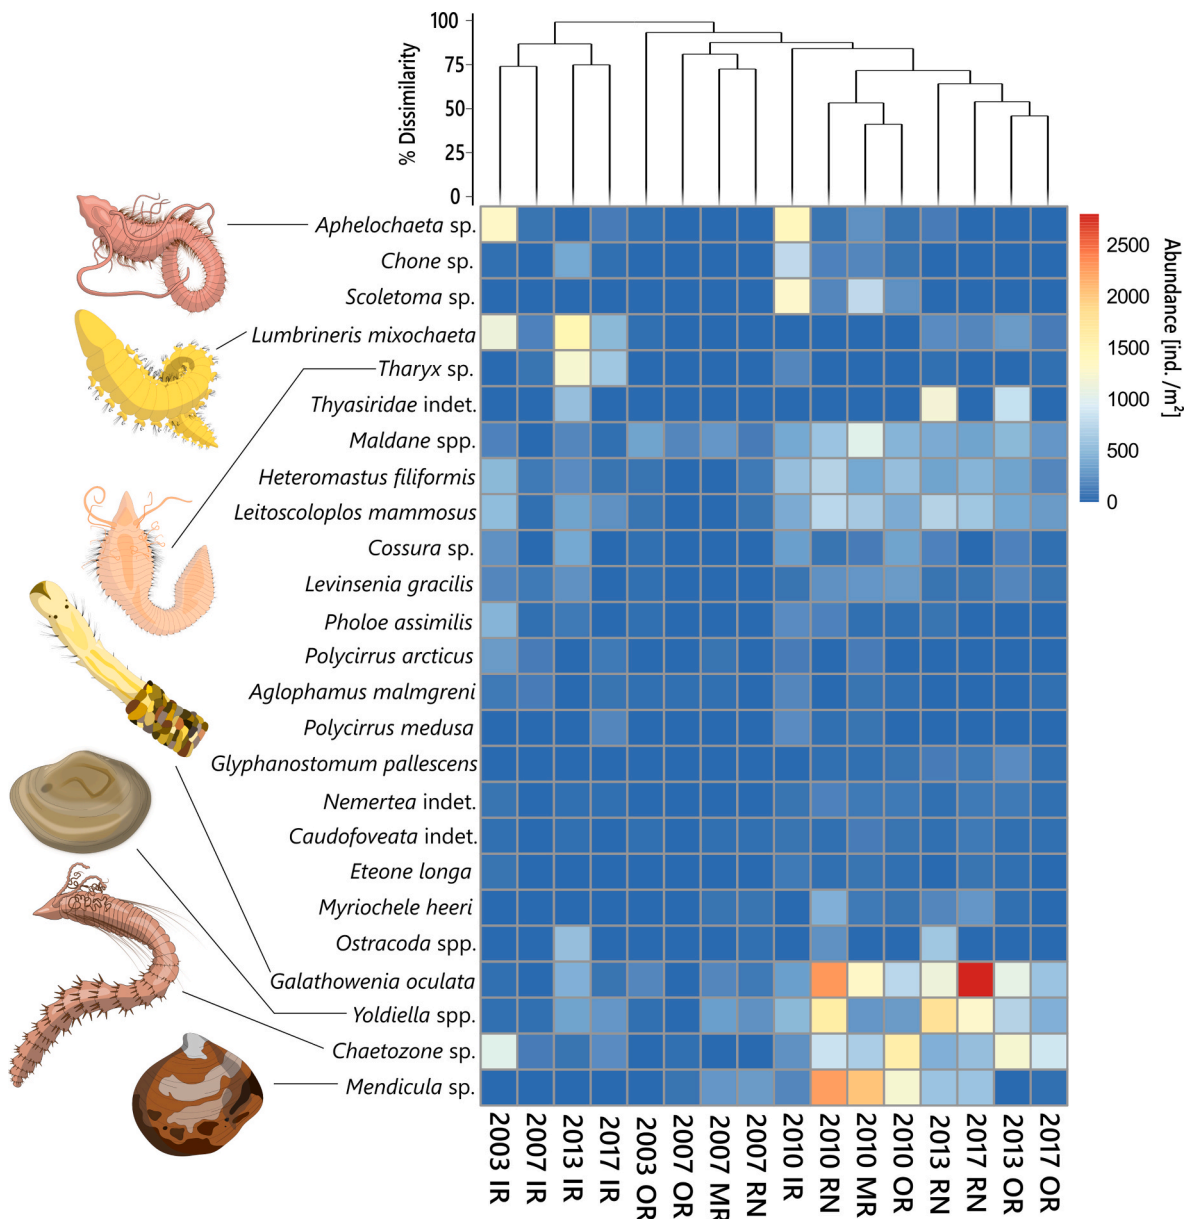 100
75
50
25
0
% Dissimilarity
Aphelochaeta sp.
Chone sp.
Scoletoma sp.
Lumbrineris mixochaeta
Tharyx sp.
Thyasiridae indet.
Maldane spp.
Heteromastus filiformis
Leitoscoloplos mammosus
Cossura sp.
Levinsenia gracilis
Pholoe assimilis
Polycirrus arcticus
Aglophamus malmgreni
Polycirrus medusa
Glyphanostomum pallescens
Nemertea indet.
Caudofoveata indet.
Eteone longa
Myriochele heeri
Ostracoda spp.
Galathowenia oculata
Yoldiella spp.
Chaetozone sp.
Mendicula sp.
2500
2000
1500
1000
500
0
Abundance [ind./m²]
2003 IR
2007 IR
2013 IR
2017 IR
2003 OR
2007 OR
2007 MR
2007 RN
2010 IR
2010 RN
2010 MR
2010 OR
2013 RN
2017 RN
2013 OR
2017 OR